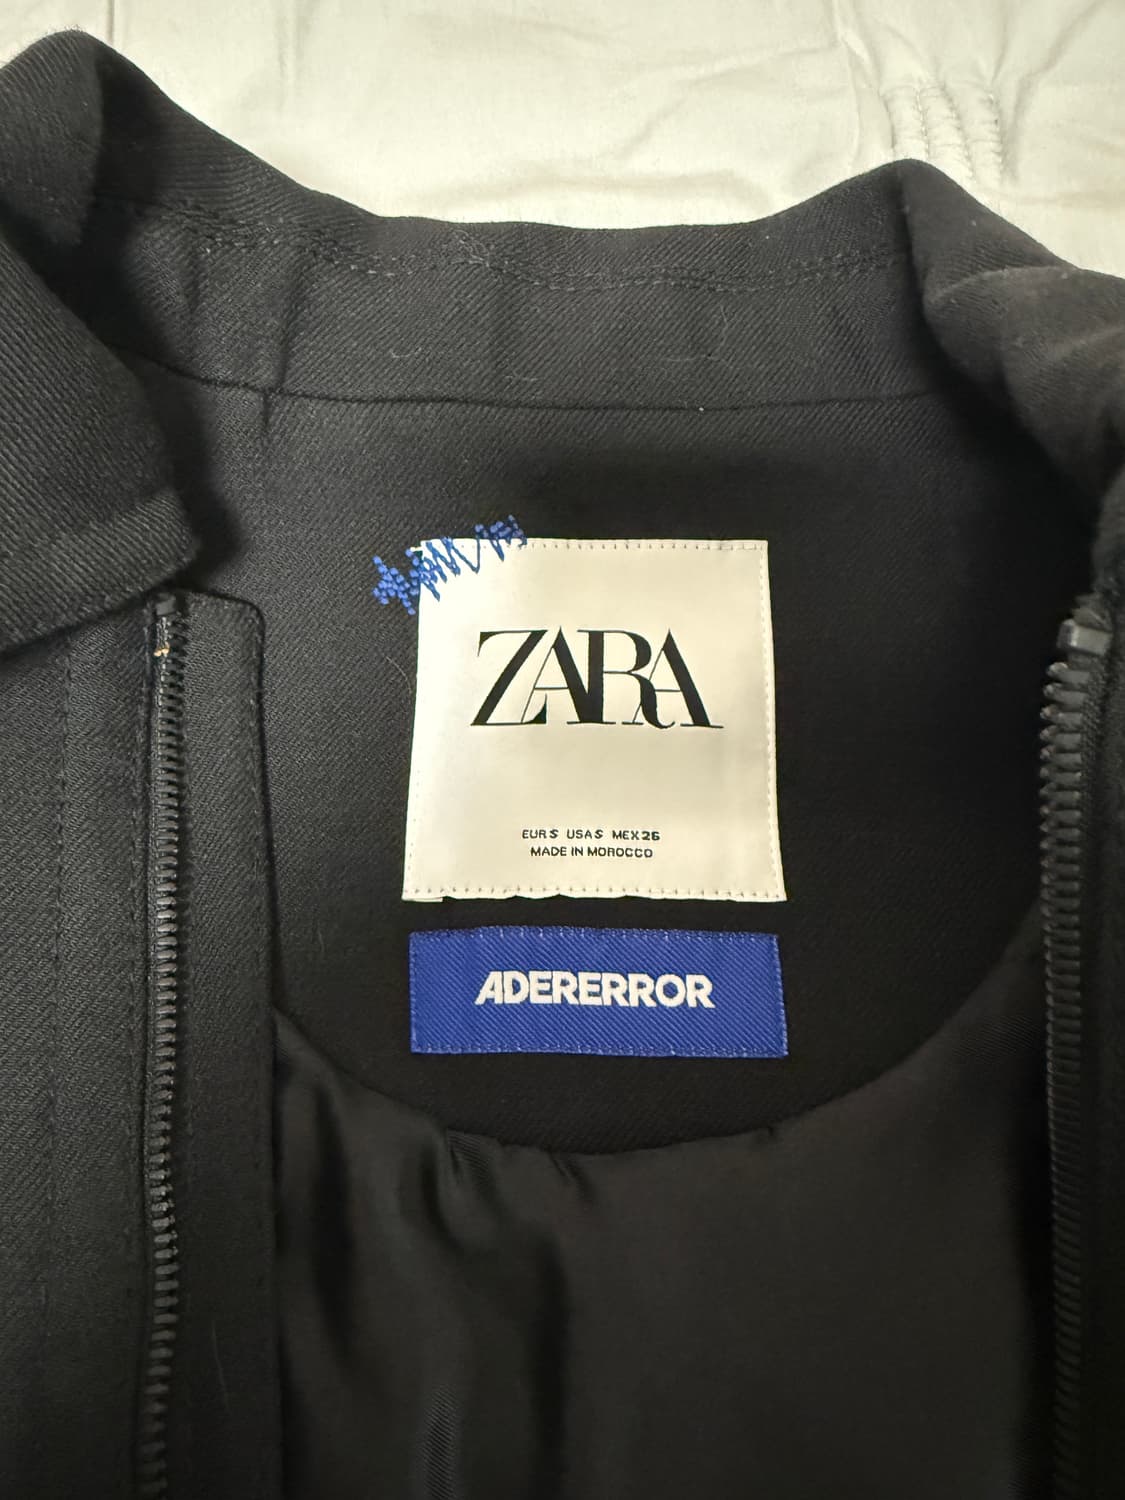 ZARA
EUR S USA S MEX 26
MADE IN MOROCCO
ADERERROR